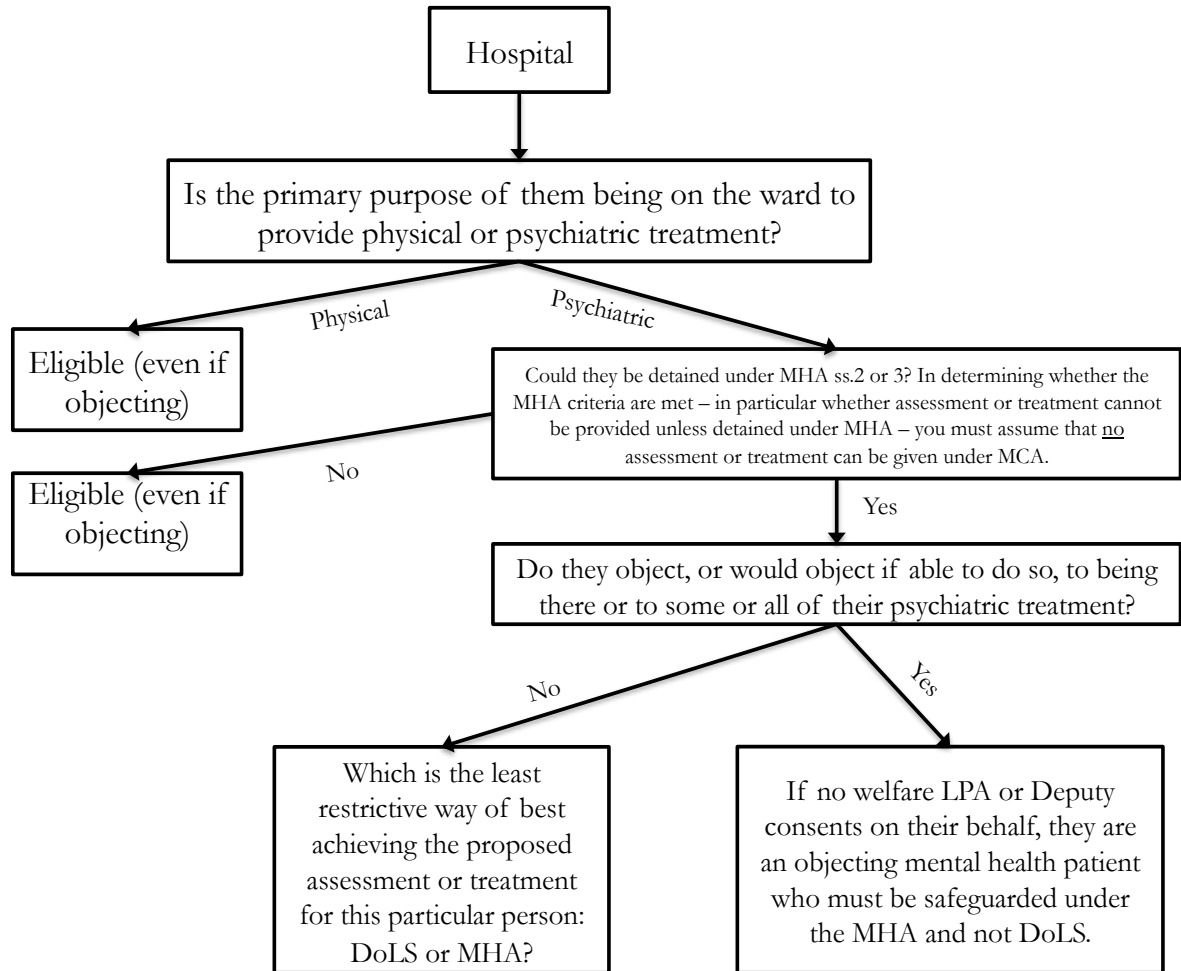 Hospital
Is the primary purpose of them being on the ward to
provide physical or psychiatric treatment?
Physical
Psychiatric
Eligible (even if
objecting)
Could they be detained under MHA ss.2 or 3? In determining whether the
MHA criteria are met – in particular whether assessment or treatment cannot
be provided unless detained under MHA – you must assume that no
assessment or treatment can be given under MCA.
No
Eligible (even if
objecting)
Yes
Do they object, or would object if able to do so, to being
there or to some or all of their psychiatric treatment?
No
Yes
Which is the least
restrictive way of best
achieving the proposed
assessment or treatment
for this particular person:
DoLS or MHA?
If no welfare LPA or Deputy
consents on their behalf, they are
an objecting mental health patient
who must be safeguarded under
the MHA and not DoLS.